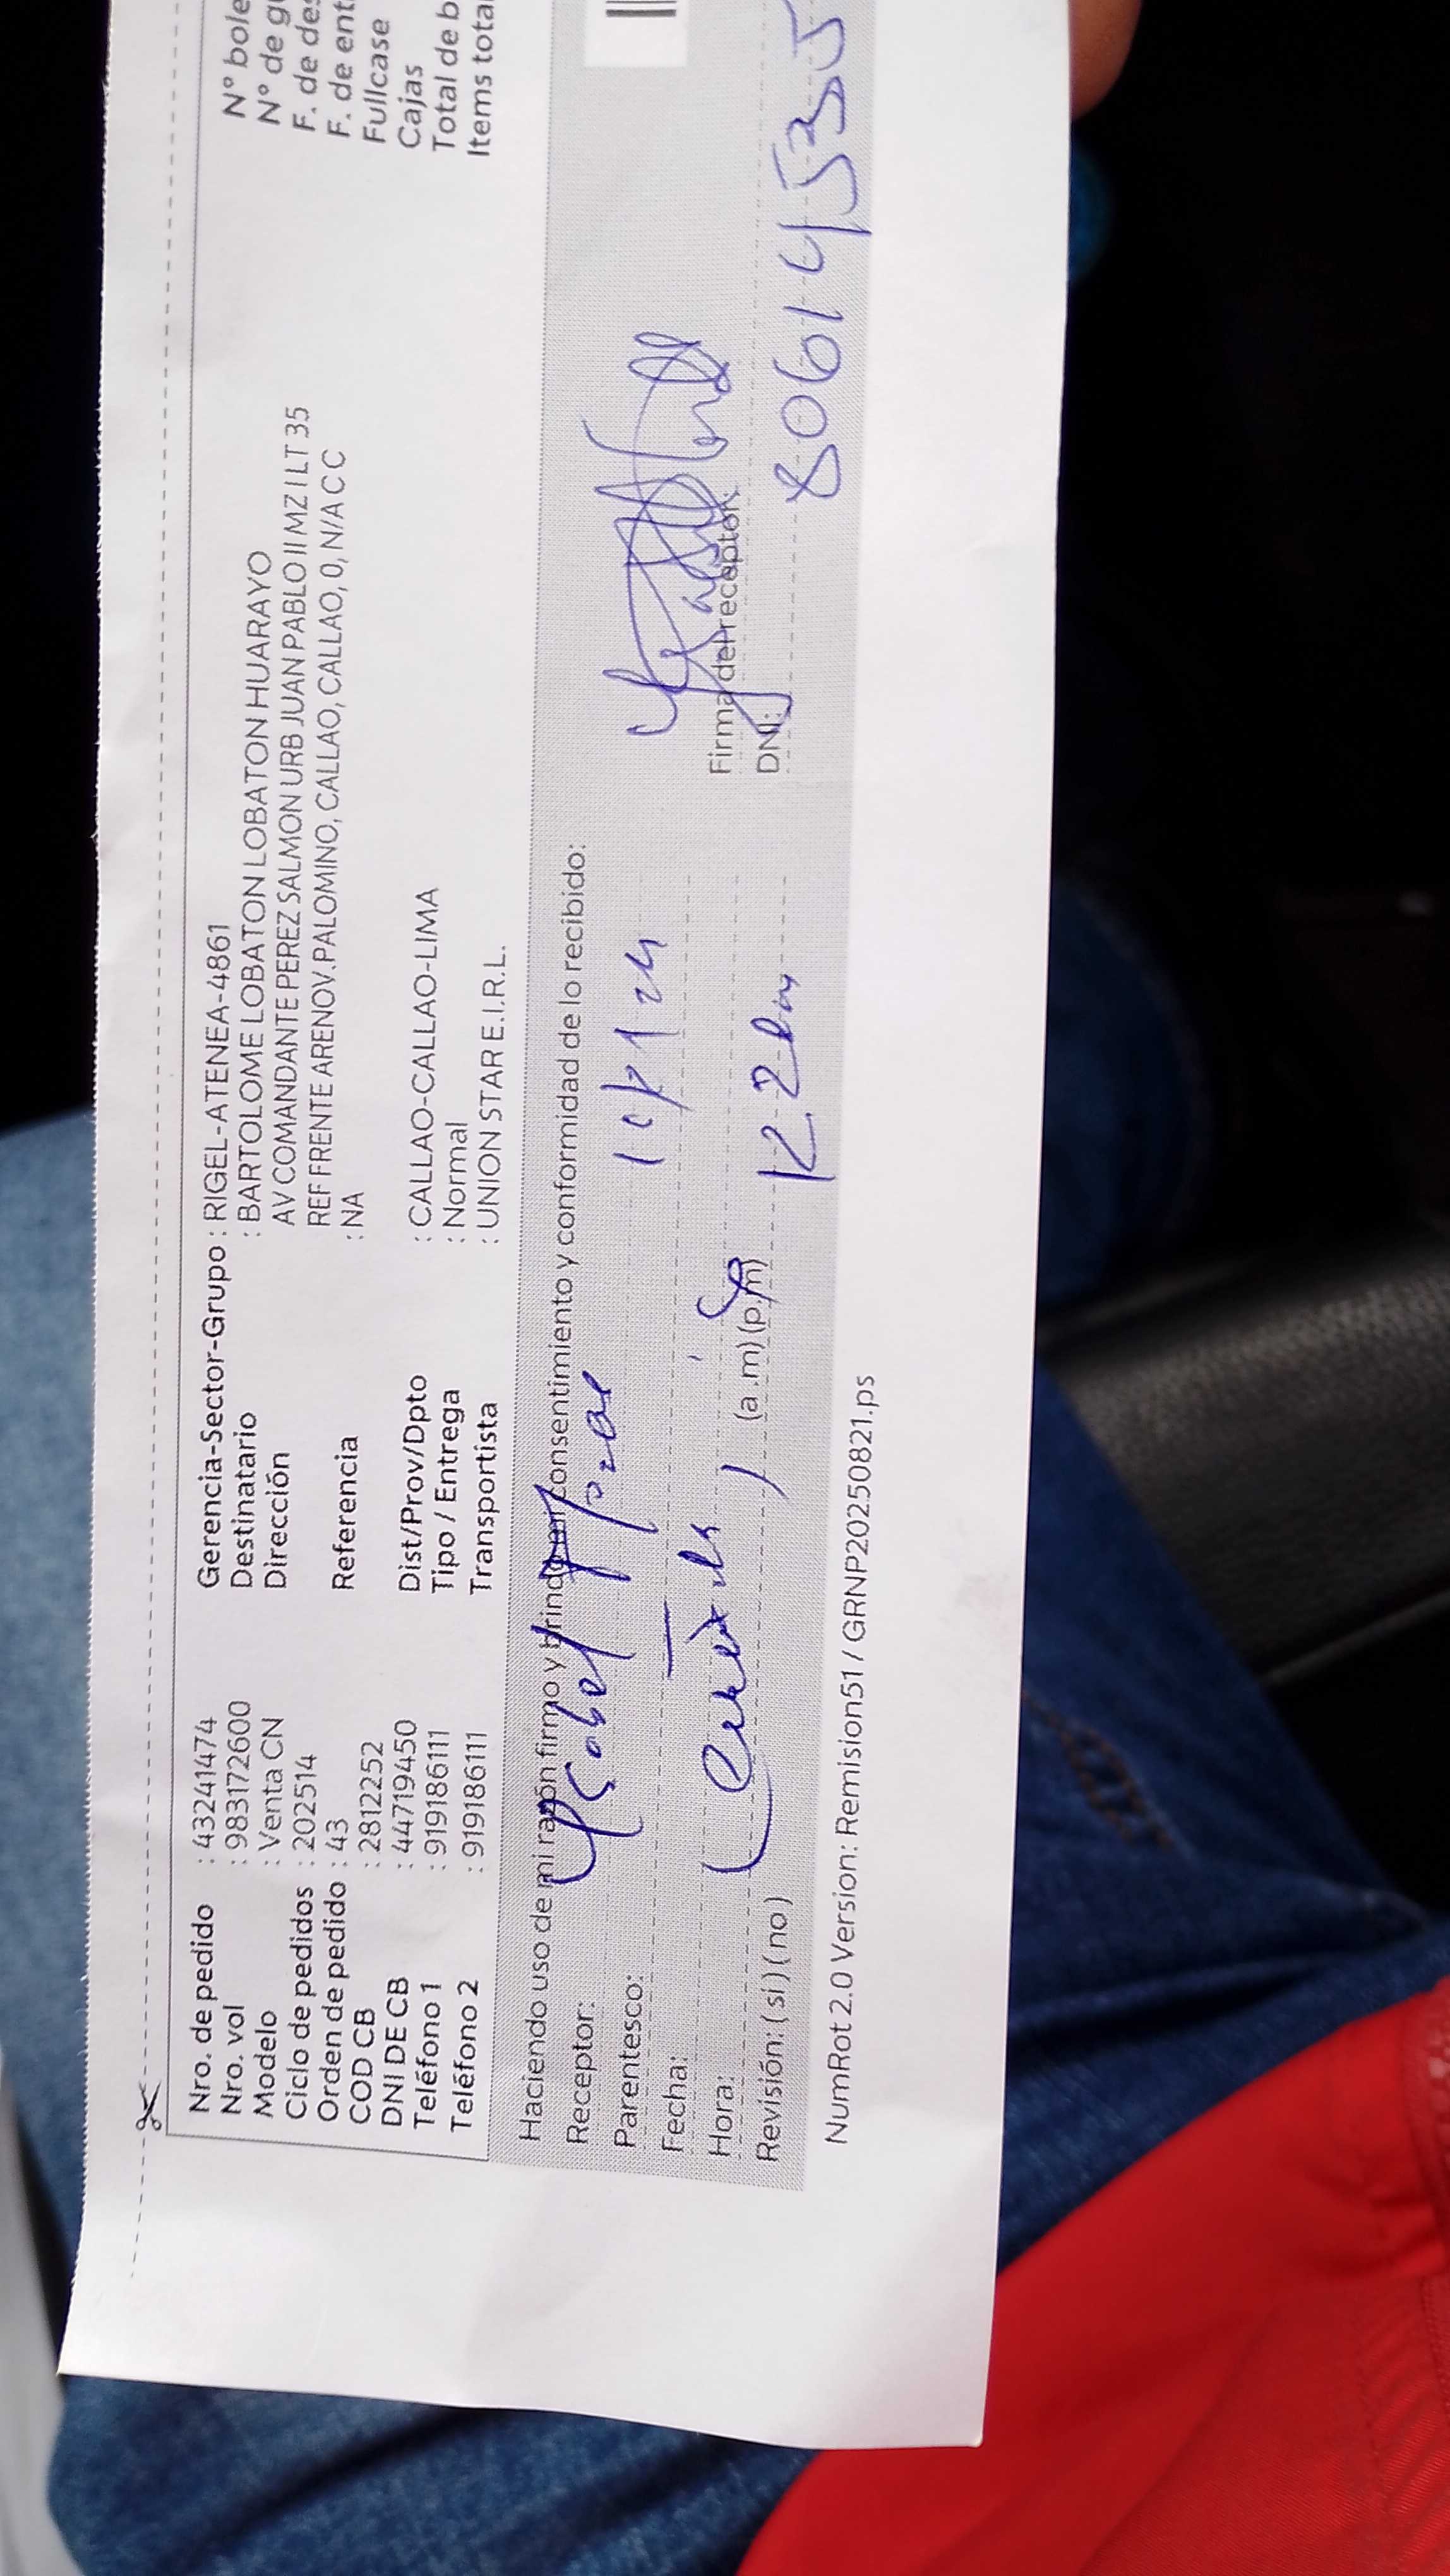 Nro. de pedido : 43241474 Gerencia-Sector-Grupo : RIGEL-ATENEA-4861 N° bole
Nro. vol : 983172600 Destinatario : BARTOLOME LOBATON LOBATON HUARAYO N° de g
Modelo : Venta CN Dirección AV COMANDANTE PEREZ SALMON URB JUAN PABLO II MZ I LT 35 F. de de
Ciclo de pedidos : 202514 REF FRENTE ARENOV.PALOMINO, CALLAO, CALLAO, 0, N/A C C F. de ent
Orden de pedido : 43 Referencia : NA Fullcase
COD CB : 2812252 Cajas
DNI DE CB : 44719450 Dist/Prov/Dpto : CALLAO-CALLAO-LIMA Total de b
Teléfono 1 : 919186111 Tipo / Entrega : Normal Items tota
Teléfono 2 : 919186111 Transportista : UNION STAR E.I.R.L.
Haciendo uso de mi razón firmo y brindo mi consentimiento y conformidad de lo recibido:
Receptor:
Parentesco:
Fecha:
Hora: (a.m) (p.m) Firma del receptor:
Revisión: ( si ) ( no ) DNI: 80614535
NumRot 2.0 Version: Remision51 / GRNP20250821.ps